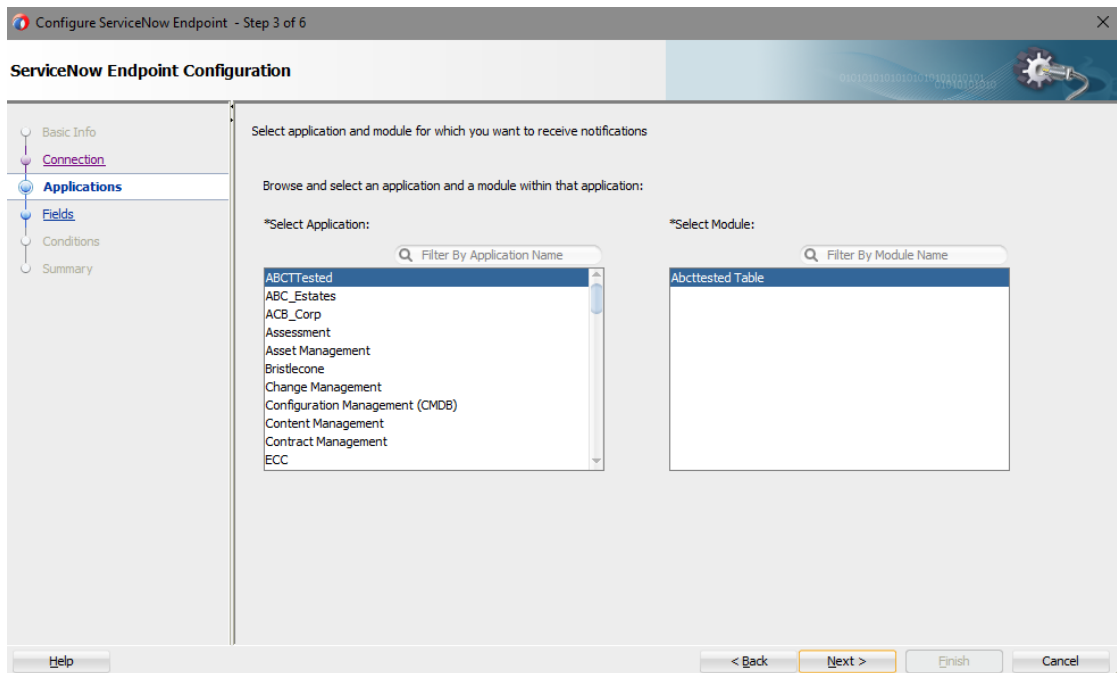 Configure ServiceNow Endpoint - Step 3 of 6
ServiceNow Endpoint Configuration
Basic Info
Connection
Applications
Fields
Conditions
Summary
Select application and module for which you want to receive notifications
Browse and select an application and a module within that application:
*Select Application:
Filter By Application Name
ABCTTested
ABC_Estates
ACB_Corp
Assessment
Asset Management
Bristlecone
Change Management
Configuration Management (CMDB)
Content Management
Contract Management
ECC
*Select Module:
Filter By Module Name
Abcttested Table
Help
< Back
Next >
Finish
Cancel